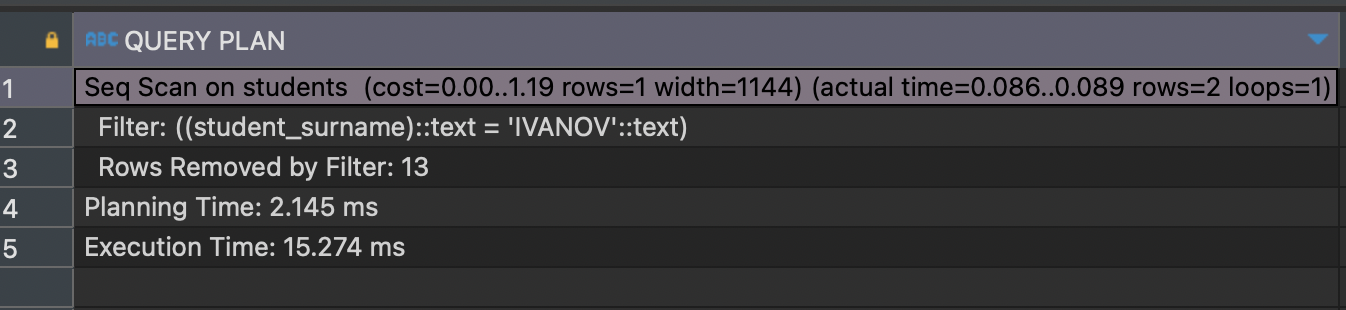 ABC QUERY PLAN
1 Seq Scan on students  (cost=0.00..1.19 rows=1 width=1144) (actual time=0.086..0.089 rows=2 loops=1)
2 Filter: ((student_surname)::text = 'IVANOV'::text)
3 Rows Removed by Filter: 13
4 Planning Time: 2.145 ms
5 Execution Time: 15.274 ms